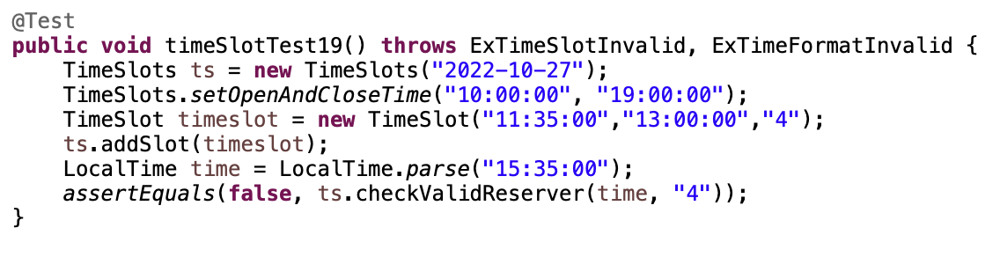 @Test
public void timeSlotTest19() throws ExTimeSlotInvalid, ExTimeFormatInvalid {
    TimeSlots ts = new TimeSlots("2022-10-27");
    TimeSlots.setOpenAndCloseTime("10:00:00", "19:00:00");
    TimeSlot timeslot = new TimeSlot("11:35:00","13:00:00","4");
    ts.addSlot(timeslot);
    LocalTime time = LocalTime.parse("15:35:00");
    assertEquals(false, ts.checkValidReserver(time, "4"));
}